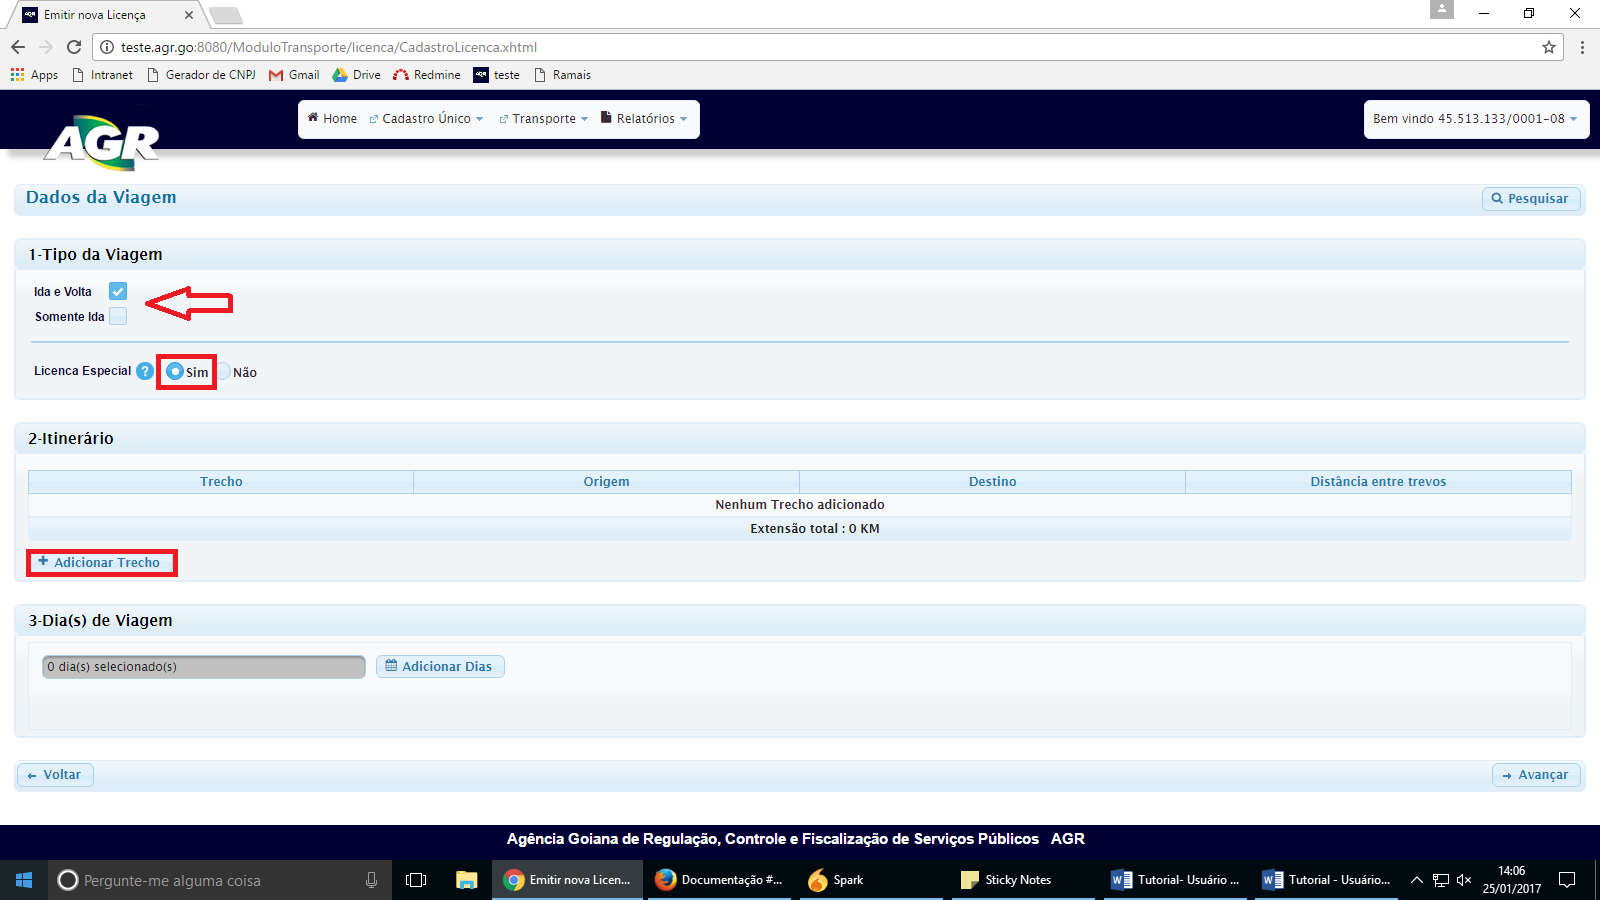 Emitir nova Licença
teste.agr.go:8080/ModuloTransporte/licenca/CadastroLicenca.xhtml
Apps Intranet Gerador de CNPJ Gmail Drive Redmine teste Ramais
AGR Home Cadastro Único Transporte Relatórios Bem vindo 45.513.133/0001-08
Dados da Viagem Pesquisar
1-Tipo da Viagem
Ida e Volta
Somente Ida
Licenca Especial ? Sim Não
2-Itinerário
Trecho Origem Destino Distância entre trevos
Nenhum Trecho adicionado
Extensão total : 0 KM
+ Adicionar Trecho
3-Dia(s) de Viagem
0 dia(s) selecionado(s) Adicionar Dias
← Voltar → Avançar
Agência Goiana de Regulação, Controle e Fiscalização de Serviços Públicos AGR
Pergunte-me alguma coisa Emitir nova Licen... Documentação #... Spark Sticky Notes Tutorial- Usuário ... Tutorial - Usuário... 14:06
25/01/2017